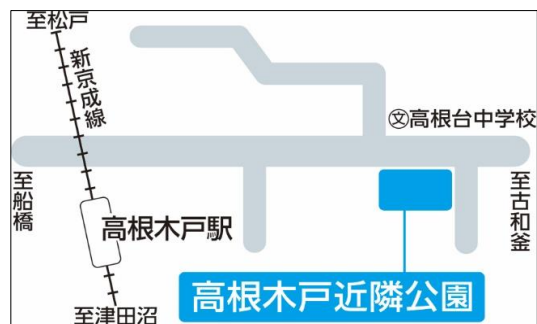 至松戸
新京成線
㊫高根台中学校
至船橋
高根木戸駅
至古和釜
高根木戸近隣公園
至津田沼